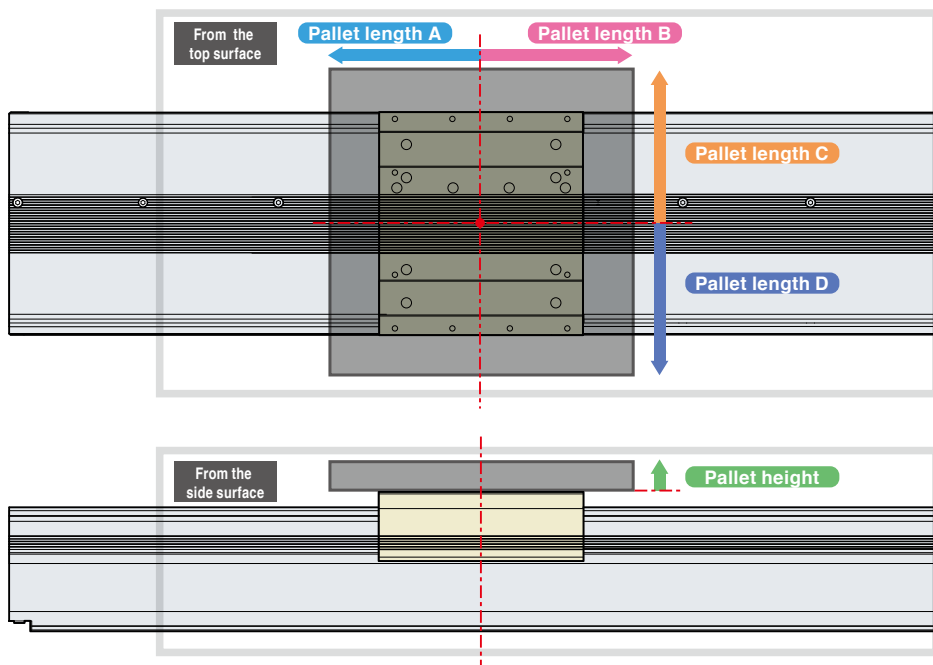 From the
top surface
Pallet length A
Pallet length B
Pallet length C
Pallet length D
From the
side surface
Pallet height